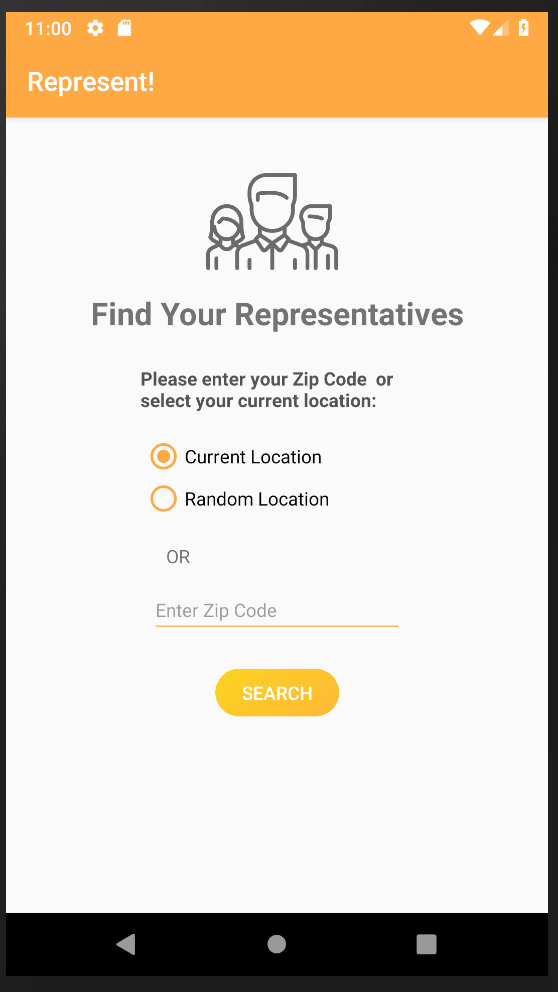 11:00
Represent!
Find Your Representatives
Please enter your Zip Code  or
select your current location:
Current Location
Random Location
OR
Enter Zip Code
SEARCH